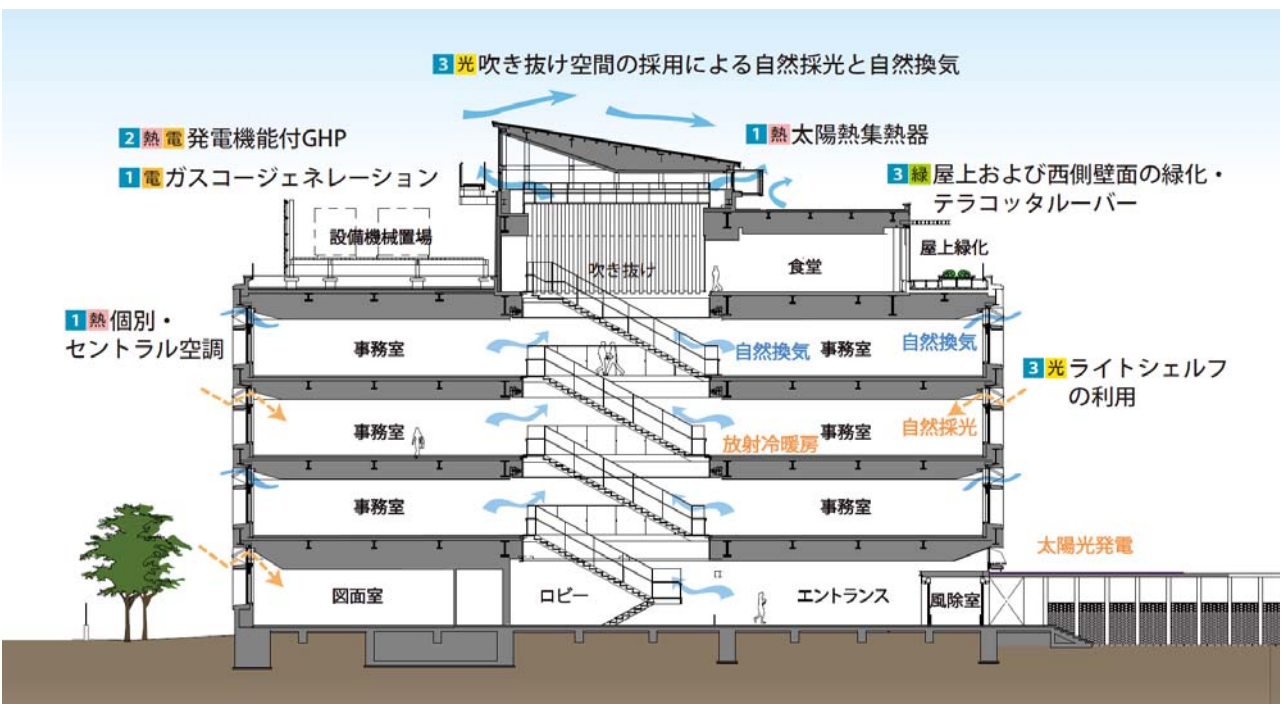 3 光 吹き抜け空間の採用による自然採光と自然換気
2 熱 電 発電機能付GHP
1 電 ガスコージェネレーション
1 熱 太陽熱集熱器
3 緑 屋上および西側壁面の緑化・
テラコッタルーバー
設備機械置場
吹き抜け
食堂
屋上緑化
1 熱 個別・
セントラル空調
事務室
自然換気
事務室
自然換気
3 光 ライトシェルフ
の利用
事務室
放射冷暖房
事務室
自然採光
事務室
事務室
太陽光発電
図面室
ロビー
エントランス
風除室